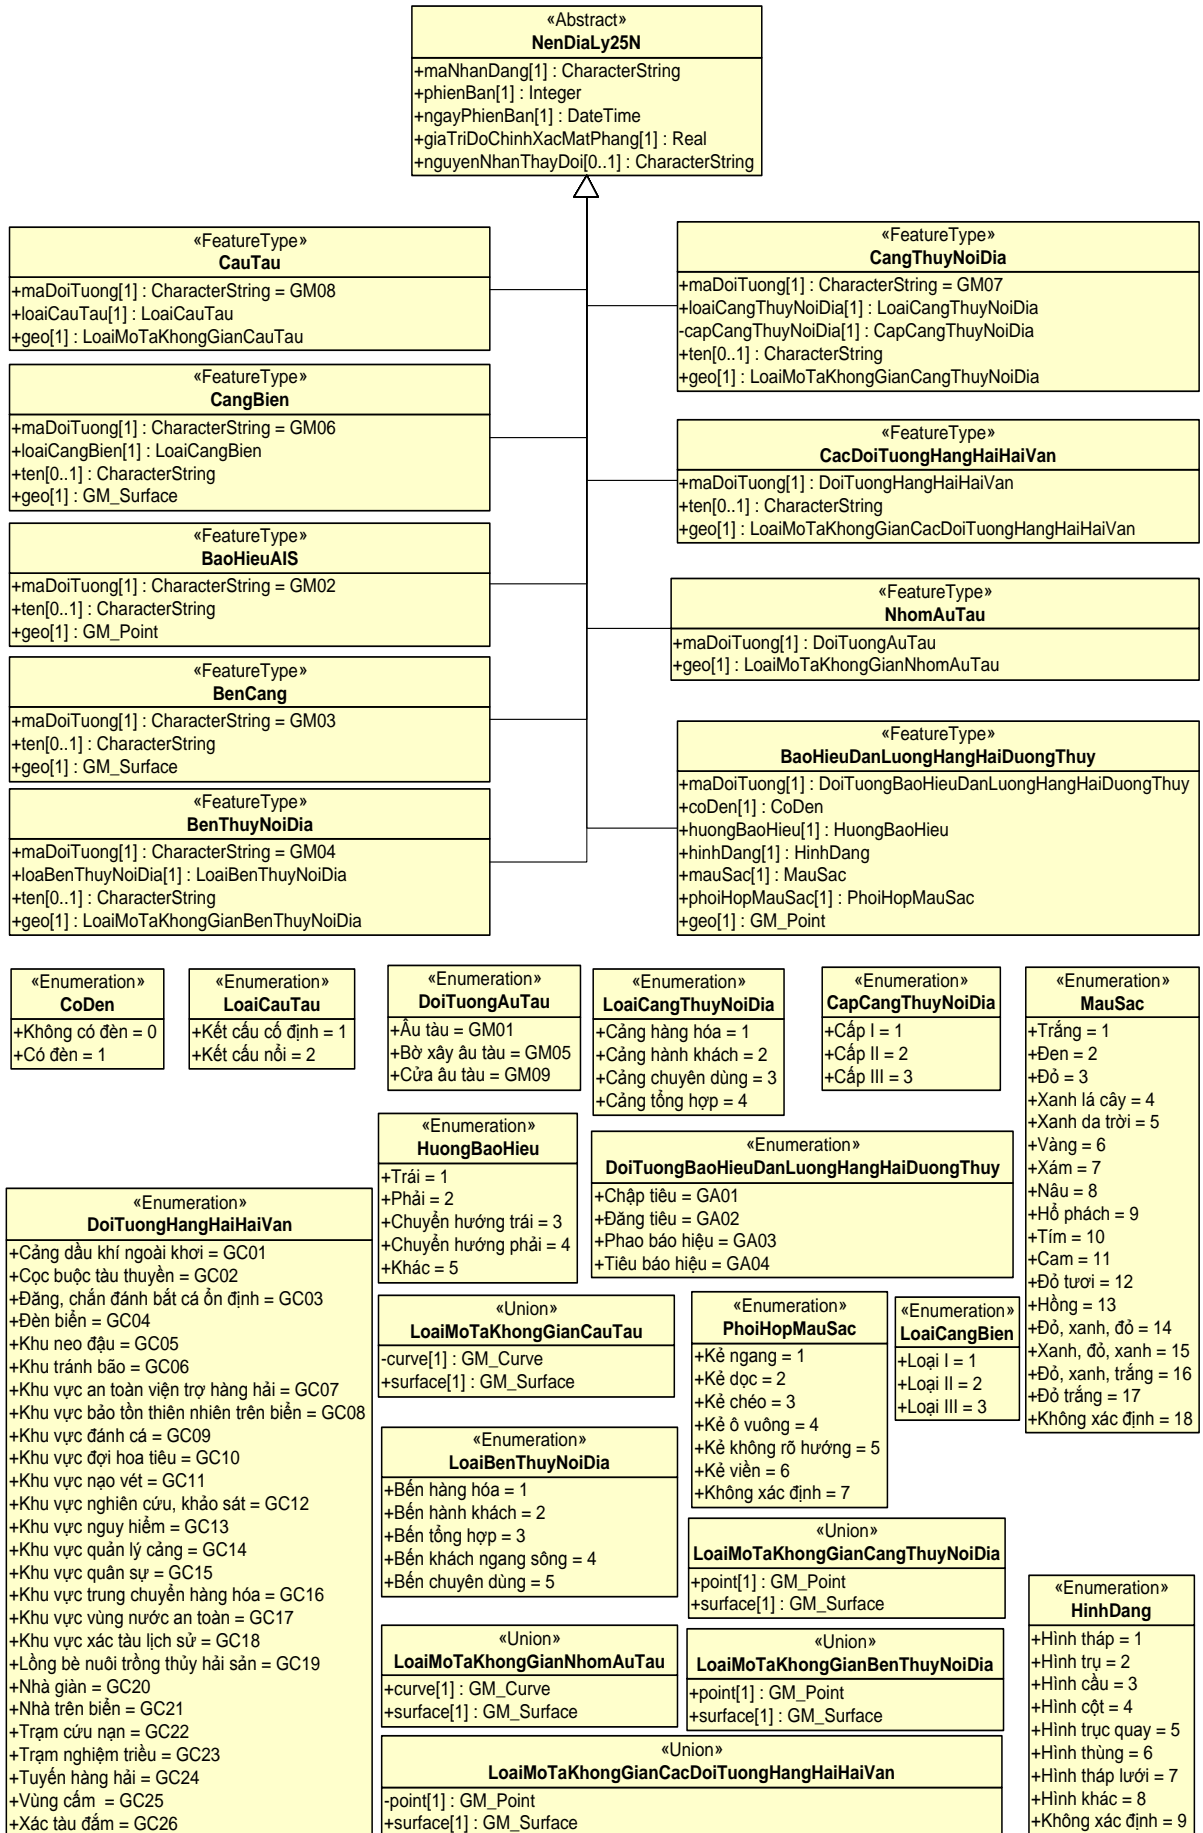 «Abstract»
NenDiaLy25N
+maNhanDang[1] : CharacterString
+phienBan[1] : Integer
+ngayPhienBan[1] : DateTime
+giaTriDoChinhXacMatPhang[1] : Real
+nguyenNhanThayDoi[0..1] : CharacterString
«FeatureType»
CauTau
+maDoiTuong[1] : CharacterString = GM08
+loaiCauTau[1] : LoaiCauTau
+geo[1] : LoaiMoTaKhongGianCauTau
«FeatureType»
CangBien
+maDoiTuong[1] : CharacterString = GM06
+loaiCangBien[1] : LoaiCangBien
+ten[0..1] : CharacterString
+geo[1] : GM_Surface
«FeatureType»
BaoHieuAIS
+maDoiTuong[1] : CharacterString = GM02
+ten[0..1] : CharacterString
+geo[1] : GM_Point
«FeatureType»
BenCang
+maDoiTuong[1] : CharacterString = GM03
+ten[0..1] : CharacterString
+geo[1] : GM_Surface
«FeatureType»
BenThuyNoiDia
+maDoiTuong[1] : CharacterString = GM04
+loaBenThuyNoiDia[1] : LoaiBenThuyNoiDia
+ten[0..1] : CharacterString
+geo[1] : LoaiMoTaKhongGianBenThuyNoiDia
«FeatureType»
CangThuyNoiDia
+maDoiTuong[1] : CharacterString = GM07
+loaiCangThuyNoiDia[1] : LoaiCangThuyNoiDia
-capCangThuyNoiDia[1] : CapCangThuyNoiDia
+ten[0..1] : CharacterString
+geo[1] : LoaiMoTaKhongGianCangThuyNoiDia
«FeatureType»
CacDoiTuongHangHaiHaiVan
+maDoiTuong[1] : DoiTuongHangHaiHaiVan
+ten[0..1] : CharacterString
+geo[1] : LoaiMoTaKhongGianCacDoiTuongHangHaiHaiVan
«FeatureType»
NhomAuTau
+maDoiTuong[1] : DoiTuongAuTau
+geo[1] : LoaiMoTaKhongGianNhomAuTau
«FeatureType»
BaoHieuDanLuongHangHaiDuongThuy
+maDoiTuong[1] : DoiTuongBaoHieuDanLuongHangHaiDuongThuy
+coDen[1] : CoDen
+huongBaoHieu[1] : HuongBaoHieu
+hinhDang[1] : HinhDang
+mauSac[1] : MauSac
+phoiHopMauSac[1] : PhoiHopMauSac
+geo[1] : GM_Point
«Enumeration»
CoDen
+Không có đèn = 0
+Có đèn = 1
«Enumeration»
LoaiCauTau
+Kết cấu cố định = 1
+Kết cấu nổi = 2
«Enumeration»
DoiTuongAuTau
+Âu tàu = GM01
+Bờ xây âu tàu = GM05
+Cửa âu tàu = GM09
«Enumeration»
LoaiCangThuyNoiDia
+Cảng hàng hóa = 1
+Cảng hành khách = 2
+Cảng chuyên dùng = 3
+Cảng tổng hợp = 4
«Enumeration»
CapCangThuyNoiDia
+Cấp I = 1
+Cấp II = 2
+Cấp III = 3
«Enumeration»
MauSac
+Trắng = 1
+Đen = 2
+Đỏ = 3
+Xanh lá cây = 4
+Xanh da trời = 5
+Vàng = 6
+Xám = 7
+Nâu = 8
+Hổ phách = 9
+Tím = 10
+Cam = 11
+Đỏ tươi = 12
+Hồng = 13
+Đỏ, xanh, đỏ = 14
+Xanh, đỏ, xanh = 15
+Đỏ, xanh, trắng = 16
+Đỏ trắng = 17
+Không xác định = 18
«Enumeration»
HuongBaoHieu
+Trái = 1
+Phải = 2
+Chuyển hướng trái = 3
+Chuyển hướng phải = 4
+Khác = 5
«Enumeration»
DoiTuongBaoHieuDanLuongHangHaiDuongThuy
+Chập tiêu = GA01
+Đăng tiêu = GA02
+Phao báo hiệu = GA03
+Tiêu báo hiệu = GA04
«Enumeration»
DoiTuongHangHaiHaiVan
+Cảng dầu khí ngoài khơi = GC01
+Cọc buộc tàu thuyền = GC02
+Đăng, chắn đánh bắt cá ổn định = GC03
+Đèn biển = GC04
+Khu neo đậu = GC05
+Khu tránh bão = GC06
+Khu vực an toàn viện trợ hàng hải = GC07
+Khu vực bảo tồn thiên nhiên trên biển = GC08
+Khu vực đánh cá = GC09
+Khu vực đợi hoa tiêu = GC10
+Khu vực nạo vét = GC11
+Khu vực nghiên cứu, khảo sát = GC12
+Khu vực nguy hiểm = GC13
+Khu vực quản lý cảng = GC14
+Khu vực quân sự = GC15
+Khu vực trung chuyển hàng hóa = GC16
+Khu vực vùng nước an toàn = GC17
+Khu vực xác tàu lịch sử = GC18
+Lồng bè nuôi trồng thủy hải sản = GC19
+Nhà giàn = GC20
+Nhà trên biển = GC21
+Trạm cứu nạn = GC22
+Trạm nghiệm triều = GC23
+Tuyến hàng hải = GC24
+Vùng cấm = GC25
+Xác tàu đắm = GC26
«Union»
LoaiMoTaKhongGianCauTau
-curve[1] : GM_Curve
+surface[1] : GM_Surface
«Enumeration»
PhoiHopMauSac
+Kẻ ngang = 1
+Kẻ dọc = 2
+Kẻ chéo = 3
+Kẻ ô vuông = 4
+Kẻ không rõ hướng = 5
+Kẻ viền = 6
+Không xác định = 7
«Enumeration»
LoaiCangBien
+Loại I = 1
+Loại II = 2
+Loại III = 3
«Enumeration»
LoaiBenThuyNoiDia
+Bến hàng hóa = 1
+Bến hành khách = 2
+Bến tổng hợp = 3
+Bến khách ngang sông = 4
+Bến chuyên dùng = 5
«Union»
LoaiMoTaKhongGianCangThuyNoiDia
+point[1] : GM_Point
+surface[1] : GM_Surface
«Union»
LoaiMoTaKhongGianNhomAuTau
+curve[1] : GM_Curve
+surface[1] : GM_Surface
«Union»
LoaiMoTaKhongGianBenThuyNoiDia
+point[1] : GM_Point
+surface[1] : GM_Surface
«Union»
LoaiMoTaKhongGianCacDoiTuongHangHaiHaiVan
-point[1] : GM_Point
+surface[1] : GM_Surface
«Enumeration»
HinhDang
+Hình tháp = 1
+Hình trụ = 2
+Hình cầu = 3
+Hình cột = 4
+Hình trục quay = 5
+Hình thùng = 6
+Hình tháp lưới = 7
+Hình khác = 8
+Không xác định = 9